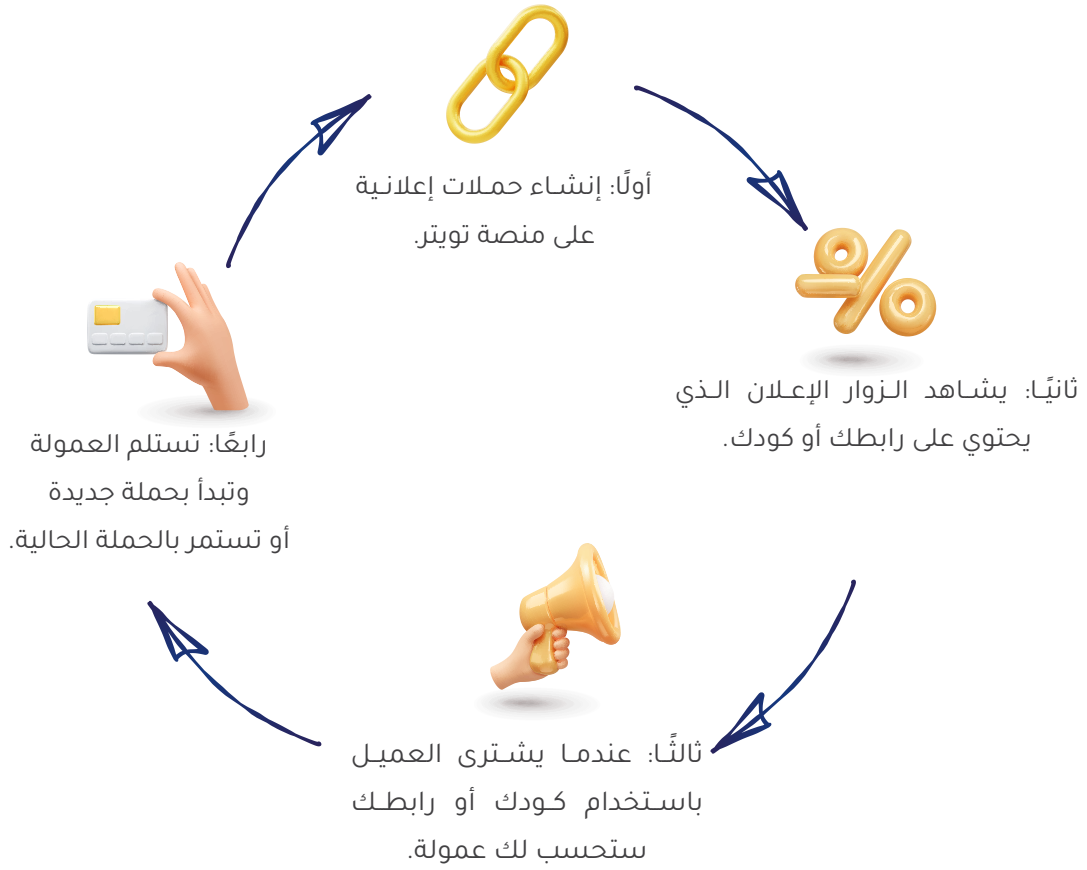 أولًا: إنشاء حملات إعلانية
على منصة تويتر.
ثانيًا: يشاهد الزوار الإعلان الذي
يحتوي على رابطك أو كودك.
ثالثًا: عندما يشترى العميل
باستخدام كودك أو رابطك
ستحسب لك عمولة.
رابعًا: تستلم العمولة
وتبدأ بحملة جديدة
أو تستمر بالحملة الحالية.